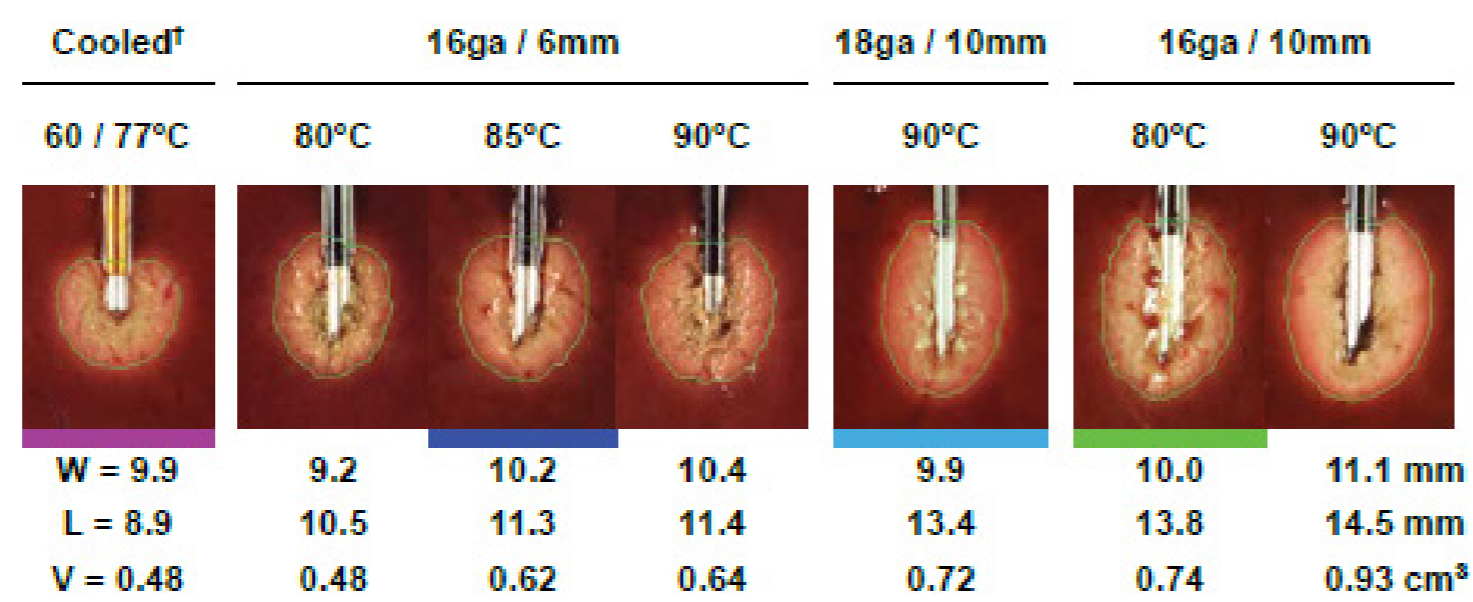 Cooled† 16ga / 6mm 18ga / 10mm 16ga / 10mm
60 / 77°C 80°C 85°C 90°C 90°C 80°C 90°C
W = 9.9 9.2 10.2 10.4 9.9 10.0 11.1 mm
L = 8.9 10.5 11.3 11.4 13.4 13.8 14.5 mm
V = 0.48 0.48 0.62 0.64 0.72 0.74 0.93 cm³